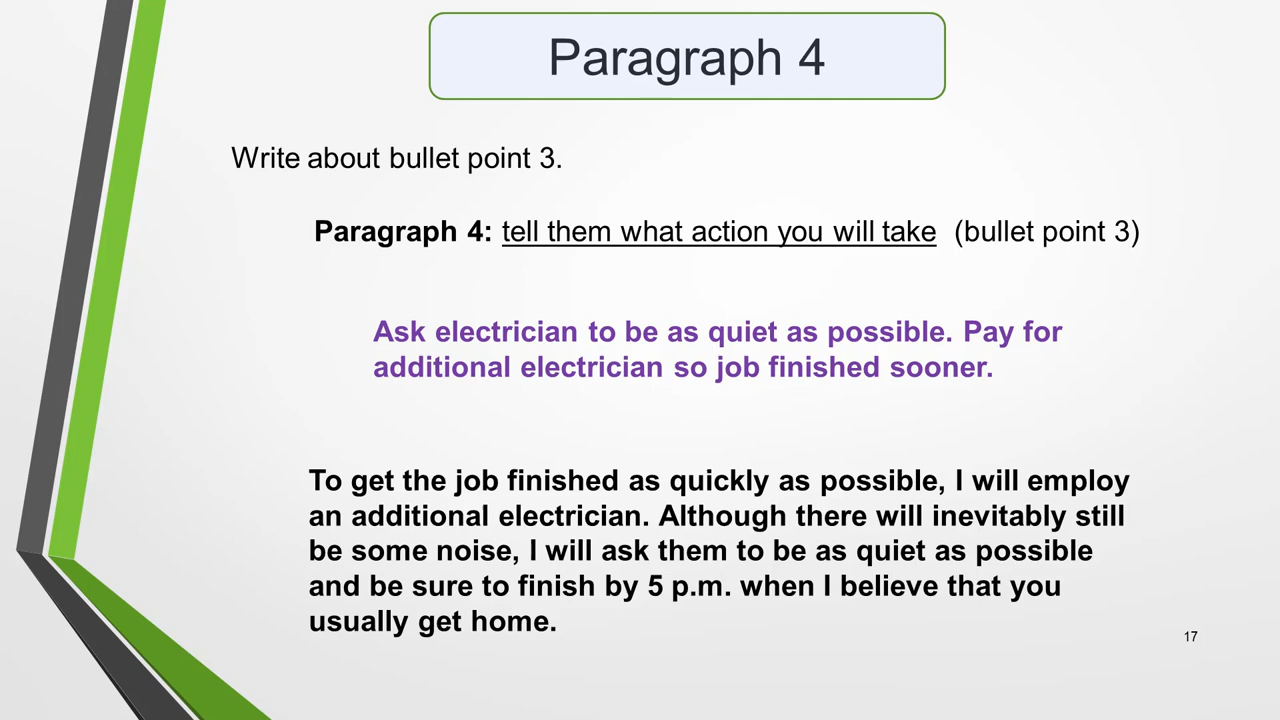 Paragraph 4
Write about bullet point 3.
Paragraph 4: tell them what action you will take (bullet point 3)
Ask electrician to be as quiet as possible. Pay for
additional electrician so job finished sooner.
To get the job finished as quickly as possible, I will employ
an additional electrician. Although there will inevitably still
be some noise, I will ask them to be as quiet as possible
and be sure to finish by 5 p.m. when I believe that you
usually get home.
17